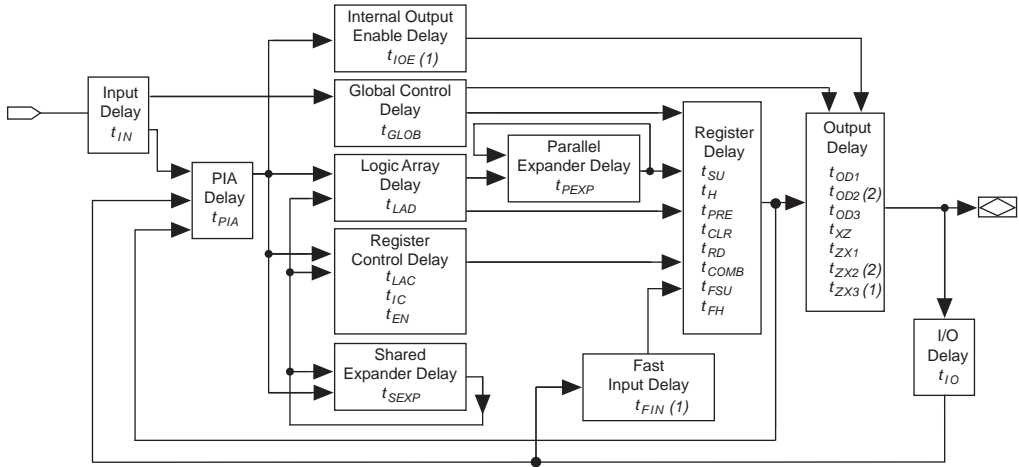 Internal Output
Enable Delay
tIOE (1)
Input
Delay
tIN
Global Control
Delay
tGLOB
PIA
Delay
tPIA
Logic Array
Delay
tLAD
Parallel
Expander Delay
tPEXP
Register
Control Delay
tLAC
tIC
tEN
Shared
Expander Delay
tSEXP
Fast
Input Delay
tFIN (1)
Register
Delay
tSU
tH
tPRE
tCLR
tRD
tCOMB
tFSU
tFH
Output
Delay
tOD1
tOD2 (2)
tOD3
tXZ
tZX1
tZX2 (2)
tZX3 (1)
I/O
Delay
tIO